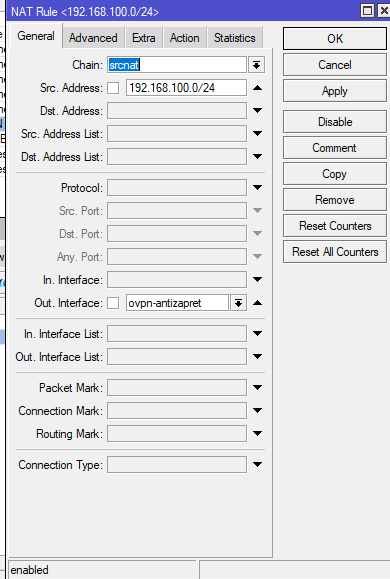 NAT Rule <192.168.100.0/24>
General Advanced Extra Action Statistics
Chain: srcnat
Src. Address: 192.168.100.0/24
Dst. Address:
Src. Address List:
Dst. Address List:
Protocol:
Src. Port:
Dst. Port:
Any. Port:
In. Interface:
Out. Interface: ovpn-antizapret
In. Interface List:
Out. Interface List:
Packet Mark:
Connection Mark:
Routing Mark:
Connection Type:
OK
Cancel
Apply
Disable
Comment
Copy
Remove
Reset Counters
Reset All Counters
enabled